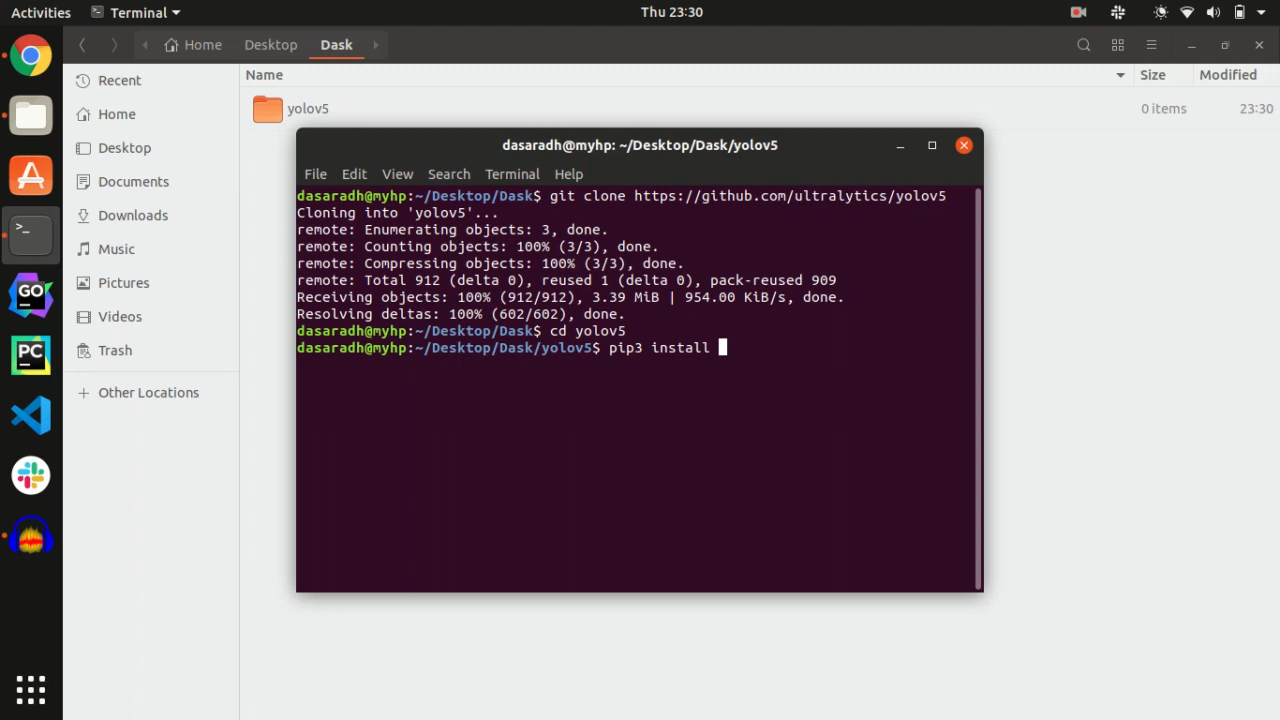 Activities
Terminal
Thu 23:30
Home
Desktop
Dask
Recent
Home
Desktop
Documents
Downloads
Music
Pictures
Videos
Trash
Other Locations
Name
Size
Modified
yolov5
0 items
23:30
dasaradh@myhp: ~/Desktop/Dask/yolov5
File Edit View Search Terminal Help
dasaradh@myhp:~/Desktop/Dask$ git clone https://github.com/ultralytics/yolov5
Cloning into 'yolov5'...
remote: Enumerating objects: 3, done.
remote: Counting objects: 100% (3/3), done.
remote: Compressing objects: 100% (3/3), done.
remote: Total 912 (delta 0), reused 1 (delta 0), pack-reused 909
Receiving objects: 100% (912/912), 3.39 MiB | 954.00 KiB/s, done.
Resolving deltas: 100% (602/602), done.
dasaradh@myhp:~/Desktop/Dask$ cd yolov5
dasaradh@myhp:~/Desktop/Dask/yolov5$ pip3 install
GO
PC